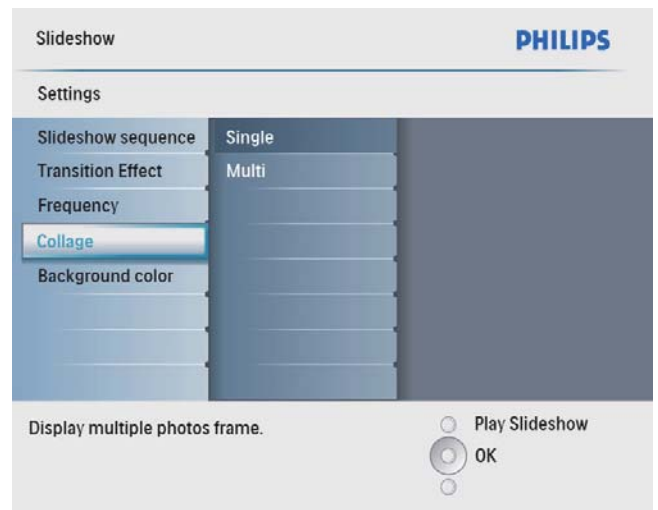 Slideshow
PHILIPS
Settings
Slideshow sequence
Single
Transition Effect
Multi
Frequency
Collage
Background color
Display multiple photos frame.
Play Slideshow
OK